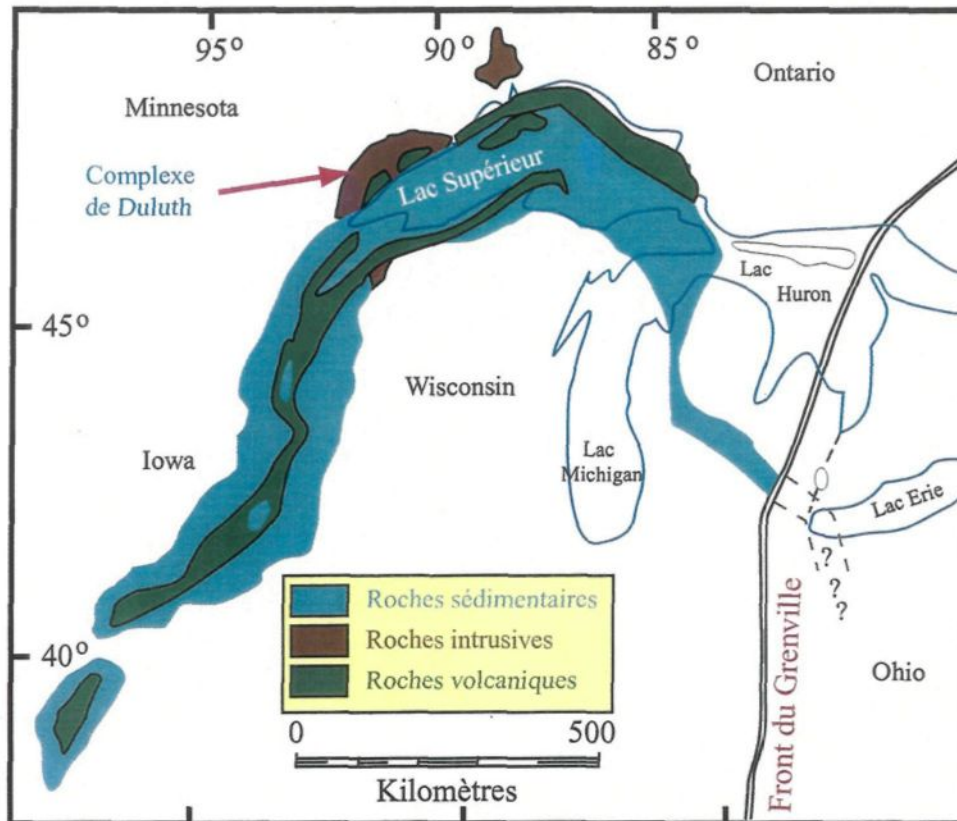 95°
90°
85°
Ontario
Minnesota
Complexe
de Duluth
Lac Supérieur
Lac
Huron
45°
Wisconsin
Iowa
Lac
Michigan
Lac Erie
?
?
?
Roches sédimentaires
Roches intrusives
Roches volcaniques
40°
Ohio
Front du Grenville
0
500
Kilomètres